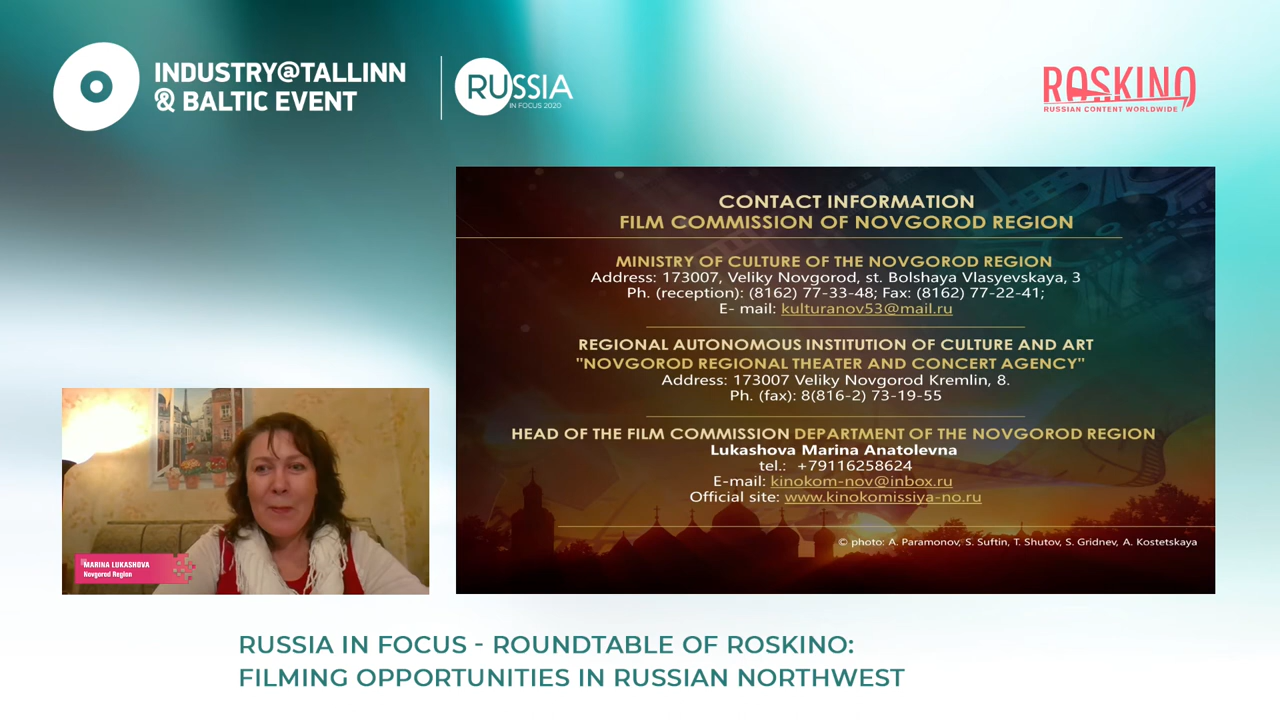 INDUSTRY@TALLINN
& BALTIC EVENT
RUSSIA
IN FOCUS 2020
ROSKINO
RUSSIAN CONTENT WORLDWIDE
CONTACT INFORMATION
FILM COMMISSION OF NOVGOROD REGION
MINISTRY OF CULTURE OF THE NOVGOROD REGION
Address: 173007, Veliky Novgorod, st. Bolshaya Vlasyevskaya, 3
Ph. (reception): (8162) 77-33-48; Fax: (8162) 77-22-41;
E- mail: kulturanov53@mail.ru
REGIONAL AUTONOMOUS INSTITUTION OF CULTURE AND ART
"NOVGOROD REGIONAL THEATER AND CONCERT AGENCY"
Address: 173007 Veliky Novgorod Kremlin, 8.
Ph. (fax): 8(816-2) 73-19-55
HEAD OF THE FILM COMMISSION DEPARTMENT OF THE NOVGOROD REGION
Lukashova Marina Anatolevna
tel.: +79116258624
E-mail: kinokom-nov@inbox.ru
Official site: www.kinokomissiya-no.ru
© photo: A. Paramonov, S. Suftin, T. Shutov, S. Gridnev, A. Kostetskaya
MARINA LUKASHOVA
Novgorod Region
RUSSIA IN FOCUS - ROUNDTABLE OF ROSKINO:
FILMING OPPORTUNITIES IN RUSSIAN NORTHWEST